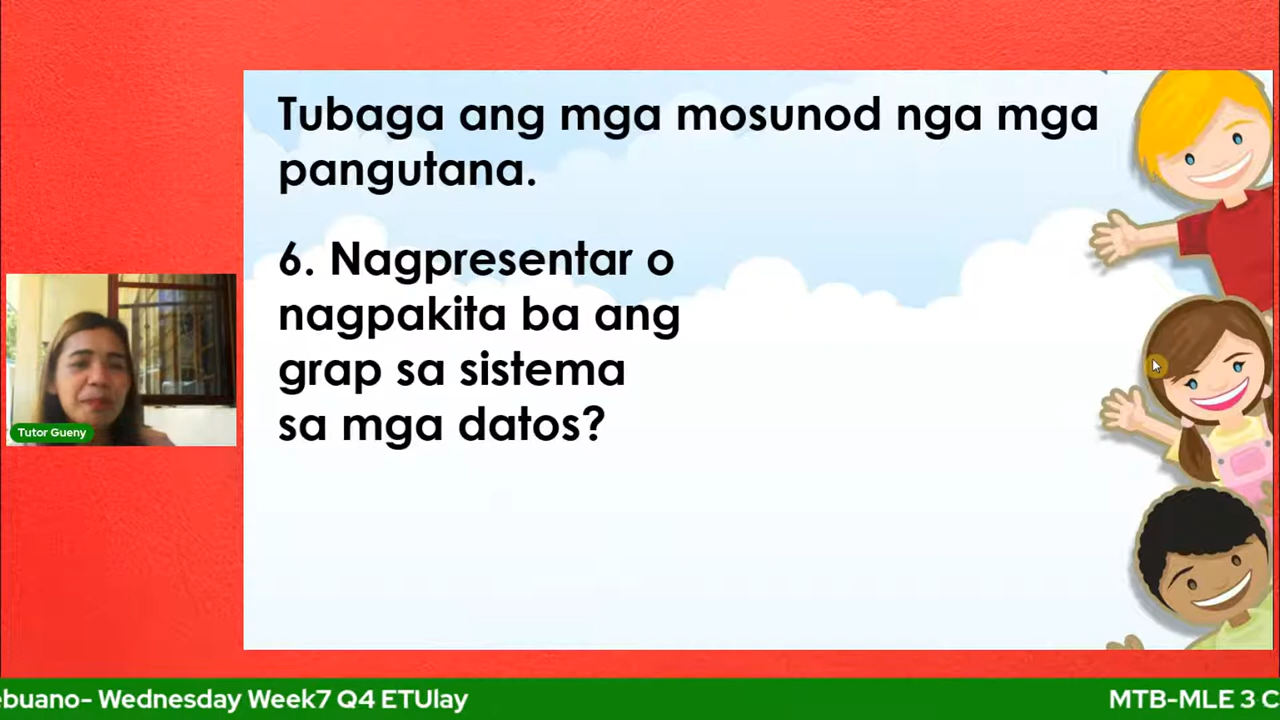 Tubaga ang mga mosunod nga mga
pangutana.
6. Nagpresentar o
nagpakita ba ang
grap sa sistema
sa mga datos?
Tutor Gueny
ebuano- Wednesday Week7 Q4 ETUlay
MTB-MLE 3 C